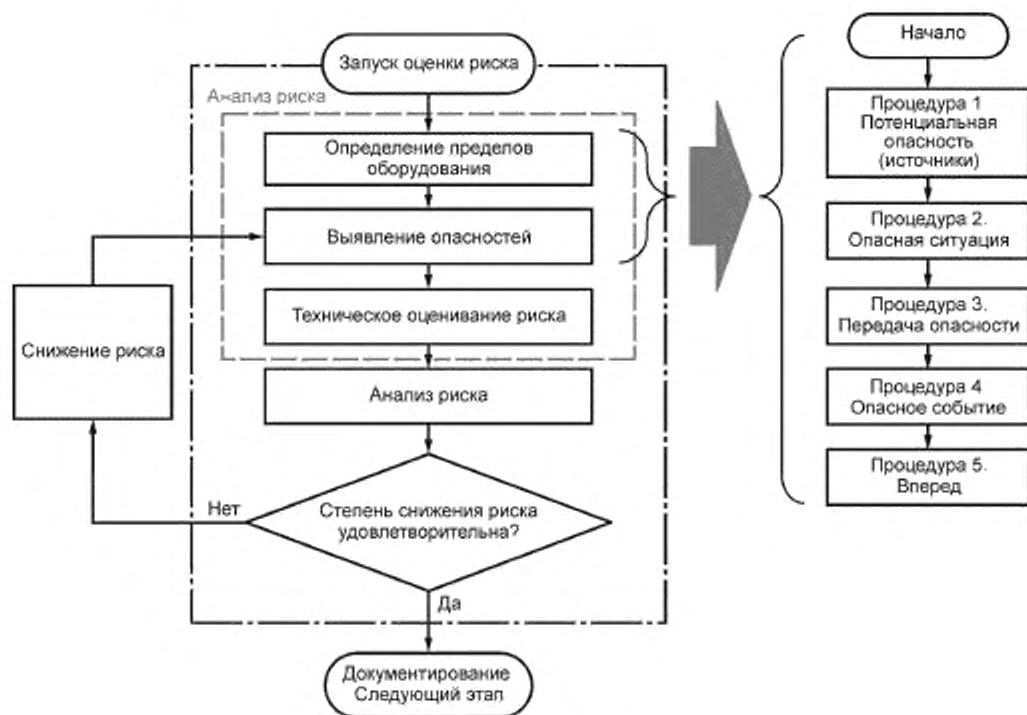 Запуск оценки риска
Анализ риска
Определение пределов
оборудования
Выявление опасностей
Техническое оценивание риска
Анализ риска
Степень снижения риска
удовлетворительна?
Нет
Да
Снижение риска
Документирование
Следующий этап
Начало
Процедура 1
Потенциальная
опасность
(источники)
Процедура 2.
Опасная ситуация
Процедура 3.
Передача опасности
Процедура 4
Опасное событие
Процедура 5.
Вперед